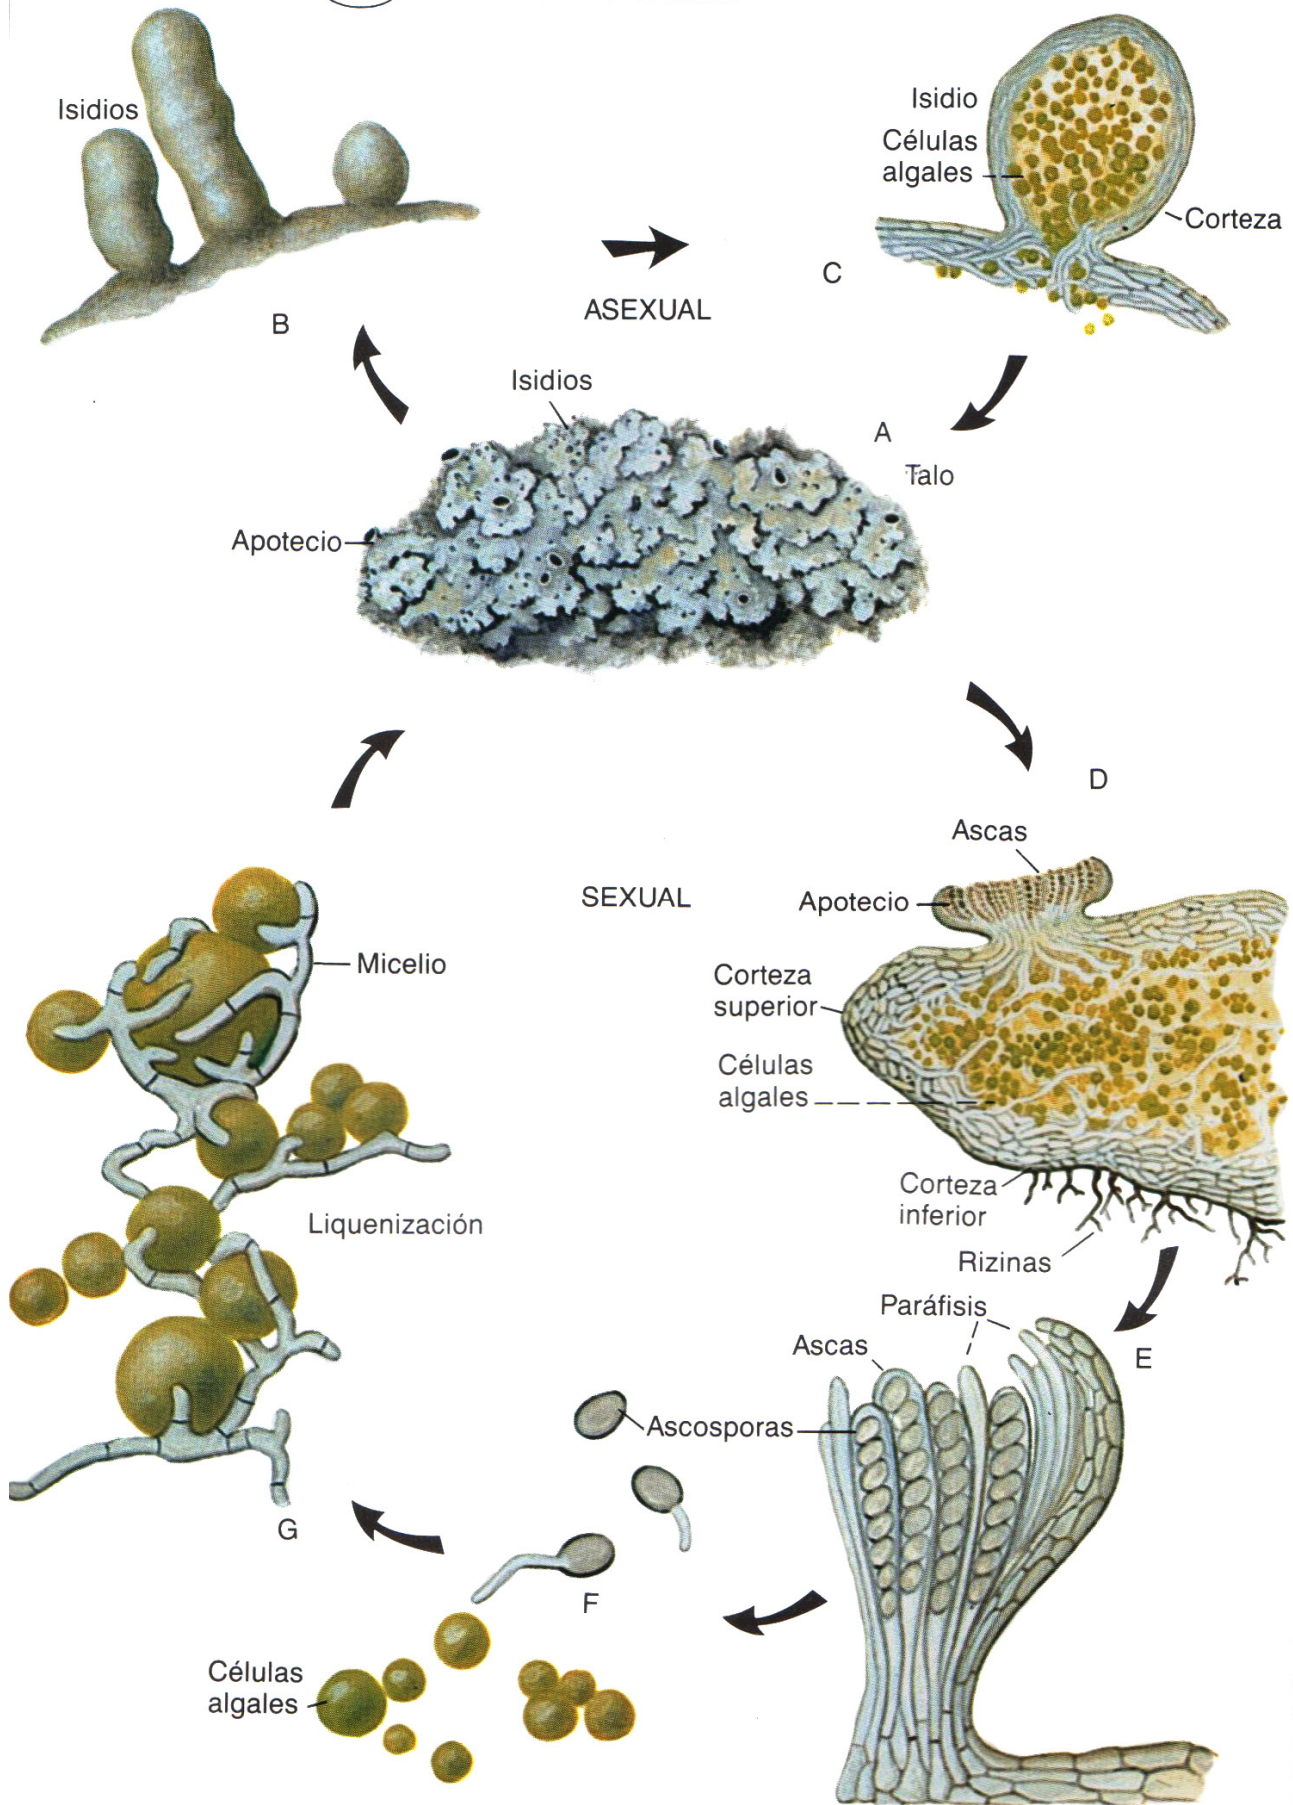 Isidios
Isidio
Células
algales
Corteza
C
B
ASEXUAL
Isidios
A
Talo
Apotecio
D
Ascas
SEXUAL
Apotecio
Micelio
Corteza
superior
Células
algales
Corteza
inferior
Liquenización
Rizinas
Paráfisis
Ascas
E
Ascosporas
G
F
Células
algales